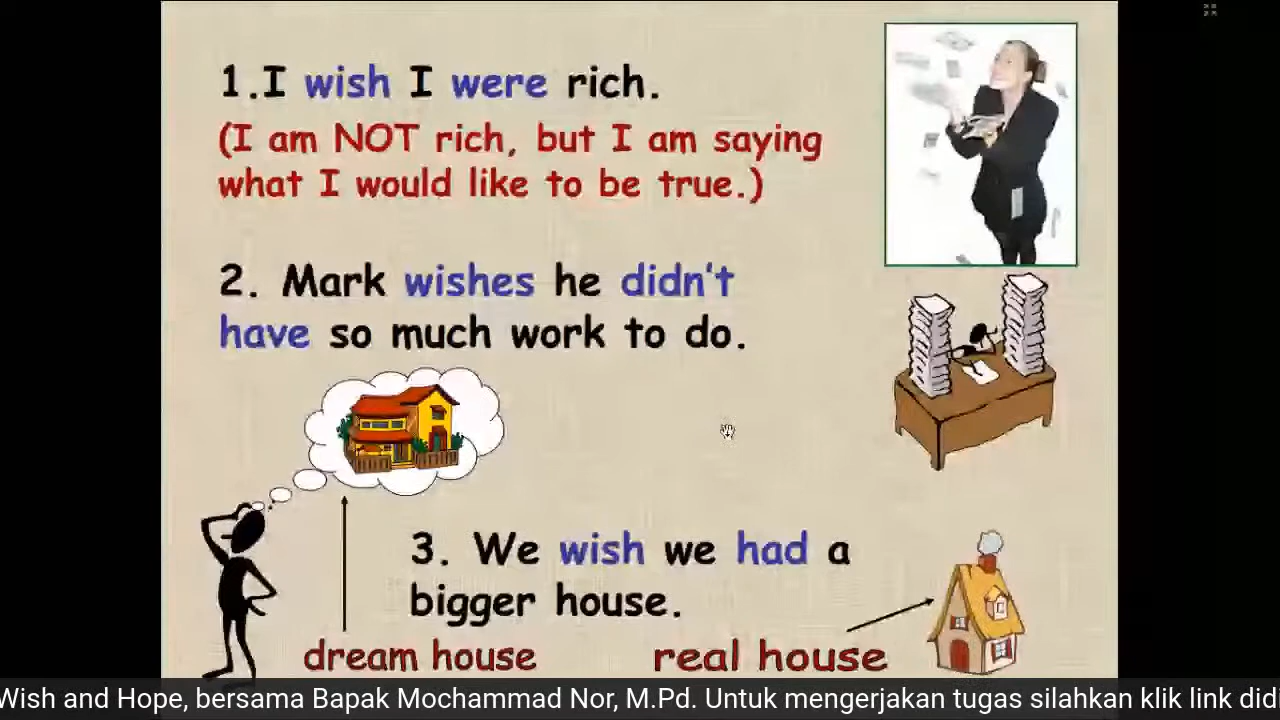 1.I wish I were rich.
(I am NOT rich, but I am saying
what I would like to be true.)
2. Mark wishes he didn't
have so much work to do.
3. We wish we had a
bigger house.
dream house
real house
Wish and Hope, bersama Bapak Mochammad Nor, M.Pd. Untuk mengerjakan tugas silahkan klik link didi